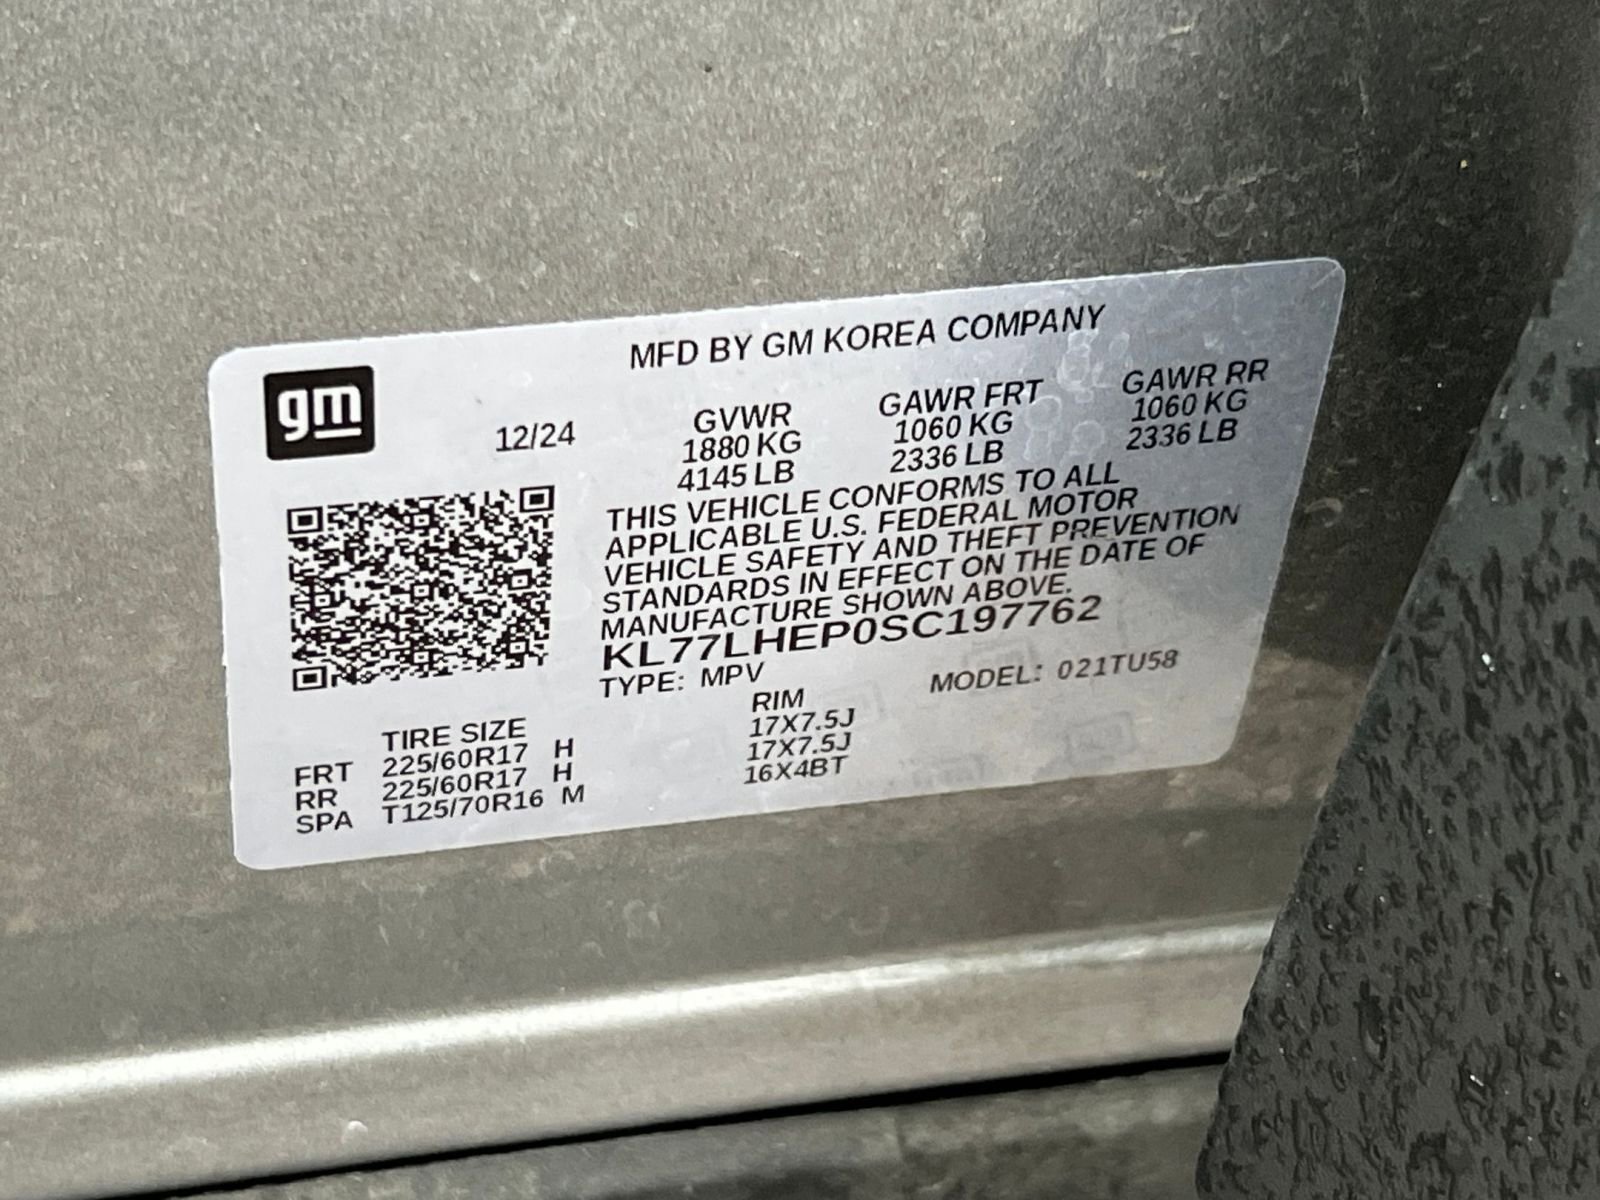 MFD BY GM KOREA COMPANY
gm
12/24
GVWR GAWR FRT GAWR RR
1880 KG 1060 KG 1060 KG
4145 LB 2336 LB 2336 LB
THIS VEHICLE CONFORMS TO ALL
APPLICABLE U.S. FEDERAL MOTOR
VEHICLE SAFETY AND THEFT PREVENTION
STANDARDS IN EFFECT ON THE DATE OF
MANUFACTURE SHOWN ABOVE.
KL77LHEP0SC197762
TYPE: MPV MODEL: 021TU58
TIRE SIZE RIM
FRT 225/60R17 H 17X7.5J
RR 225/60R17 H 17X7.5J
SPA T125/70R16 M 16X4BT